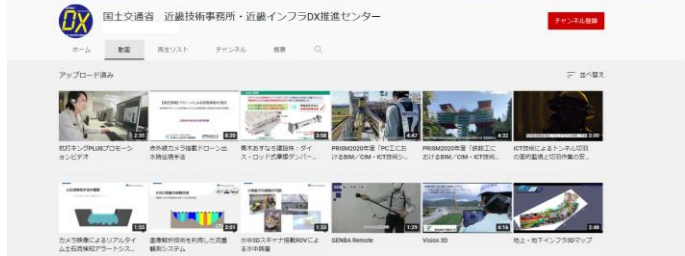 DX
国土交通省　近畿技術事務所・近畿インフラDX推進センター
チャンネル登録
ホーム　動画　再生リスト　チャンネル　概要
アップロード済み　並べ替え
2:35　6:20　3:58　4:47　4:32　3:50
杭打キングPLUSプロモーションビデオ
赤外線カメラ搭載ドローン出水時巡視手法
青木あすなろ建設㈱：ダイス・ロッド式摩擦ダンパー...
PRISM2020年度「PC工における BIM／CIM・ICT技術シ...
PRISM2020年度「鉄筋工における BIM／CIM・ICT技術...
ICT技術によるトンネル切羽の面的監視と切羽作業の安...
1:53　3:01　1:33　1:29　4:16　2:48
カメラ映像によるリアルタイム土石流検知アラートシス...
画像解析技術を利用した流量観測システム
水中3Dスキャナ搭載ROVによる水中調査
GENBA Remote
Visios 3D
地上・地下インフラ3Dマップ